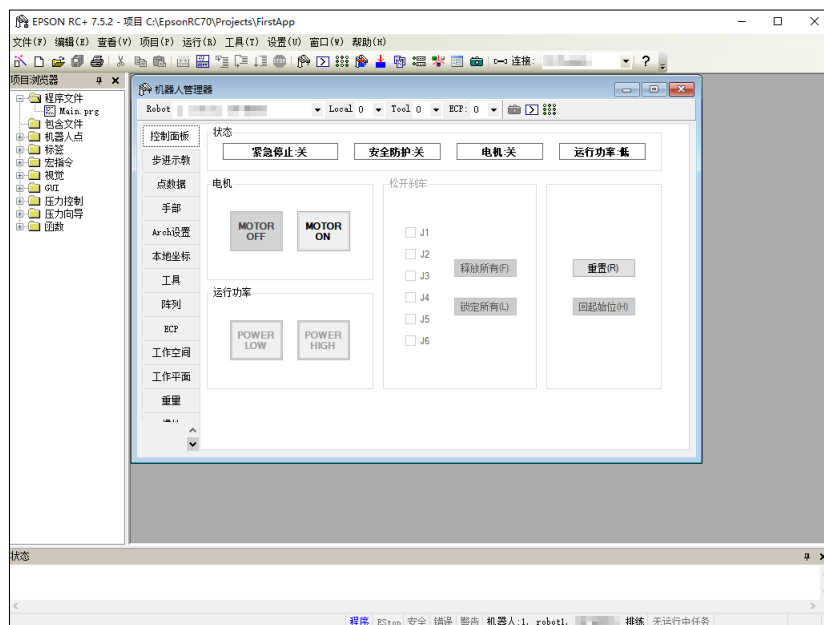 EPSON RC+ 7.5.2 - 项目 C:\EpsonRC70\Projects\FirstApp
文件(F) 编辑(E) 查看(V) 项目(P) 运行(R) 工具(T) 设置(U) 窗口(W) 帮助(H)
连接:
项目浏览器
程序文件
Main.prg
包含文件
机器人点
标签
宏指令
视觉
GUI
压力控制
压力向导
函数
机器人管理器
Robot Local 0 Tool 0 ECP: 0
控制面板
步进示教
点数据
手部
Arch设置
本地坐标
工具
阵列
ECP
工作空间
工作平面
重量
状态
紧急停止:关 安全防护:关 电机:关 运行功率:低
电机
MOTOR OFF
MOTOR ON
运行功率
POWER LOW
POWER HIGH
松开刹车
J1
J2
J3
J4
J5
J6
释放所有(F)
锁定所有(L)
重置(R)
回起始位(H)
状态
程序 EStop 安全 错误 警告 机器人:1, robot1, 排练 无运行中任务